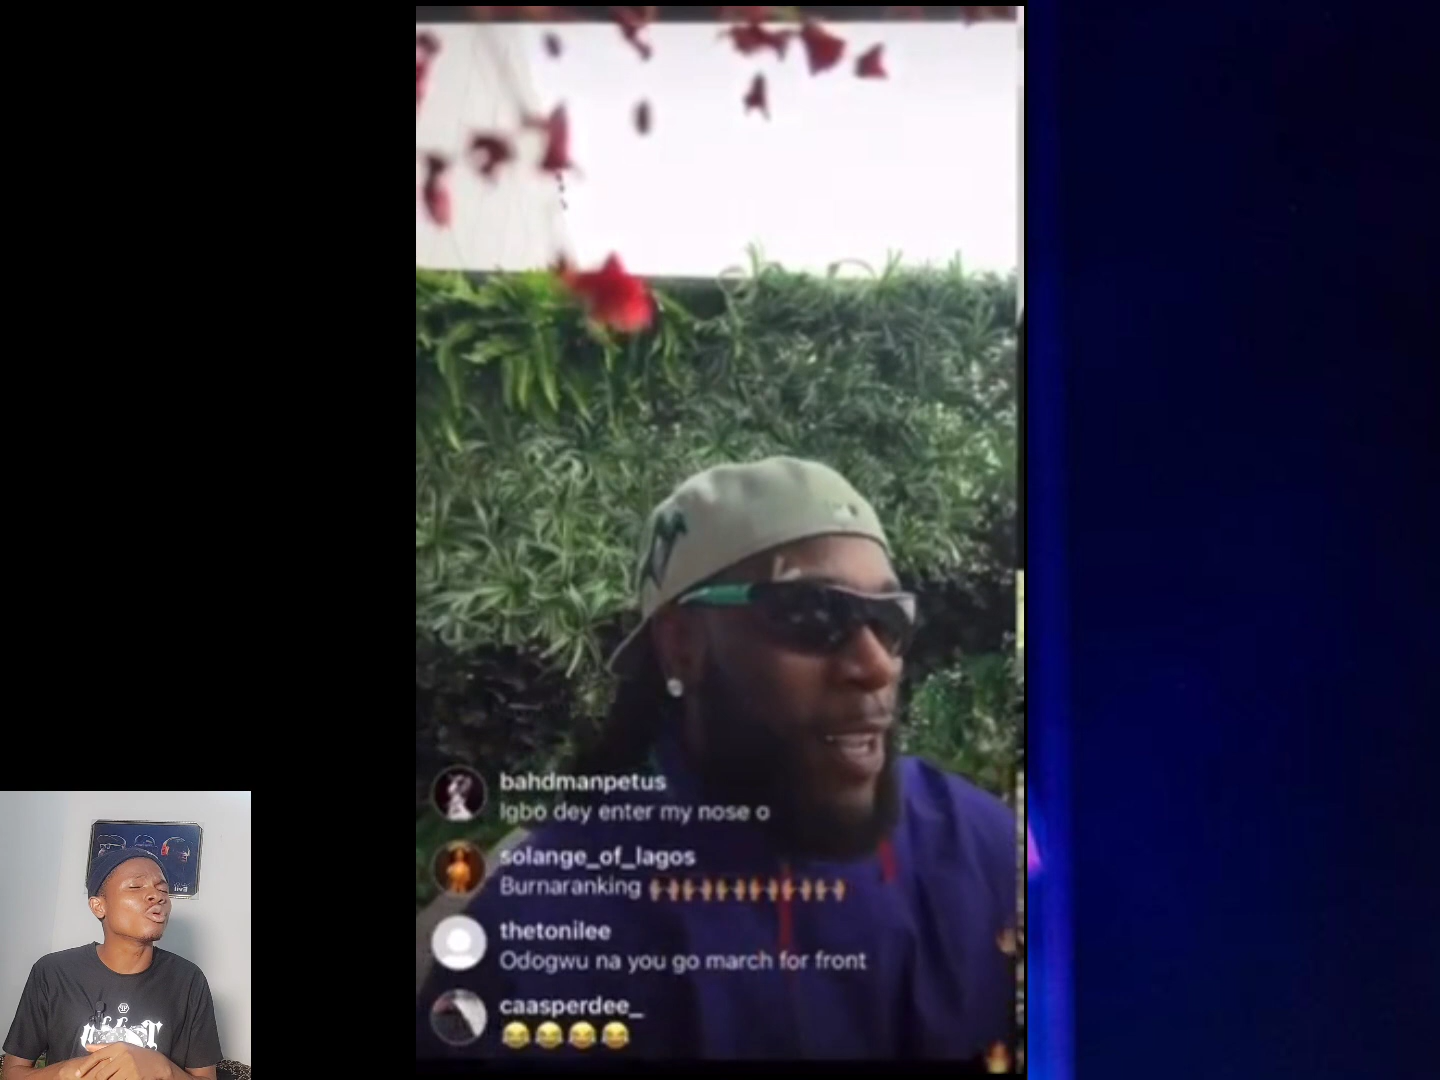 bahdmanpetus
Igbo dey enter my nose o
solange_of_lagos
Burnaranking 🙌🏽🙌🏽🙌🏽🙌🏽🙌🏽🙌🏽🙌🏽🙌🏽
thetonilee
Odogwu na you go march for front
caasperdee_
😂😂😂😂